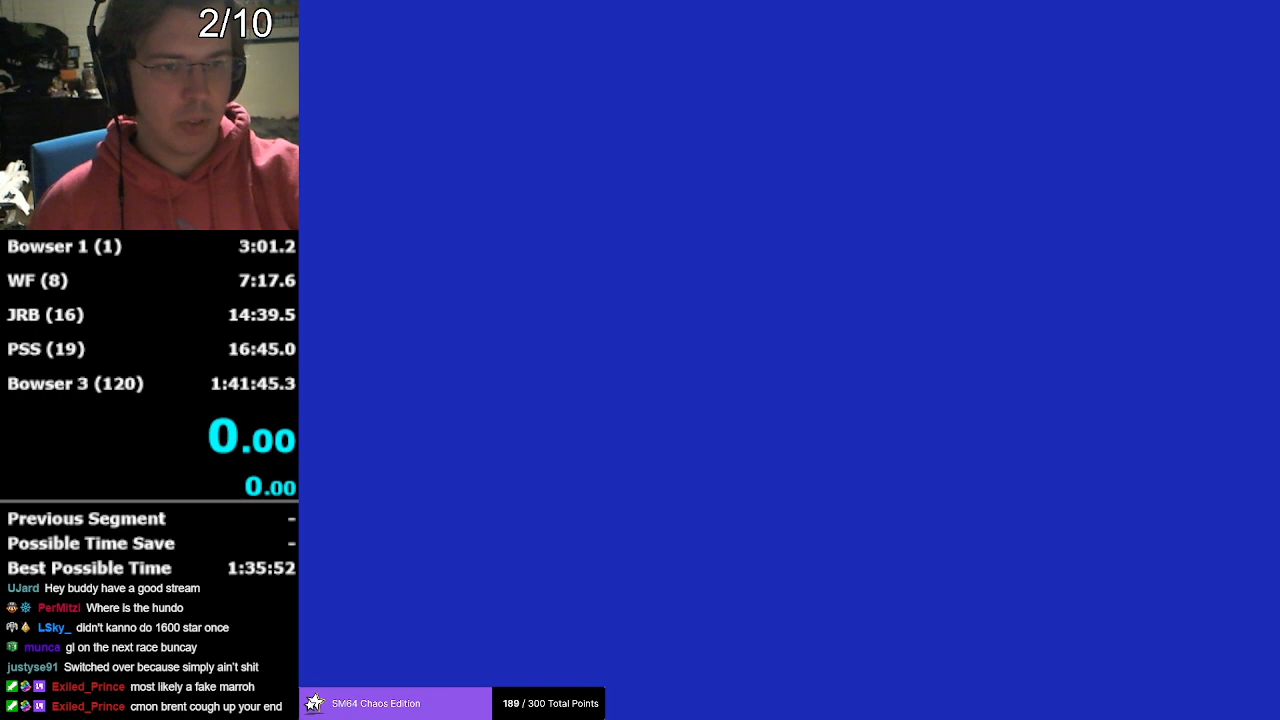 2/10
Bowser 1 (1) 3:01.2
WF (8) 7:17.6
JRB (16) 14:39.5
PSS (19) 16:45.0
Bowser 3 (120) 1:41:45.3
0.00
0.00
Previous Segment -
Possible Time Save -
Best Possible Time 1:35:52
UJard Hey buddy have a good stream
PerMitzi Where is the hundo
LSky_ didn't kanno do 1600 star once
munca gl on the next race buncay
justyse91 Switched over because simply ain't shit
Exiled_Prince most likely a fake marroh
Exiled_Prince cmon brent cough up your end
SM64 Chaos Edition 189 / 300 Total Points